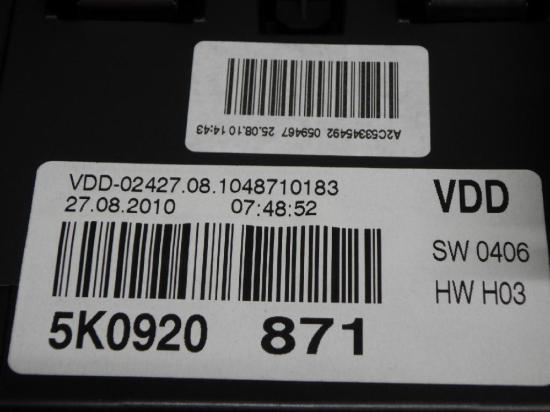 A2C53345492 059467 25.08.10 14:43
VDD-02427.08.1048710183
27.08.2010 07:48:52
VDD
SW 0406
HW H03
5K0920 871